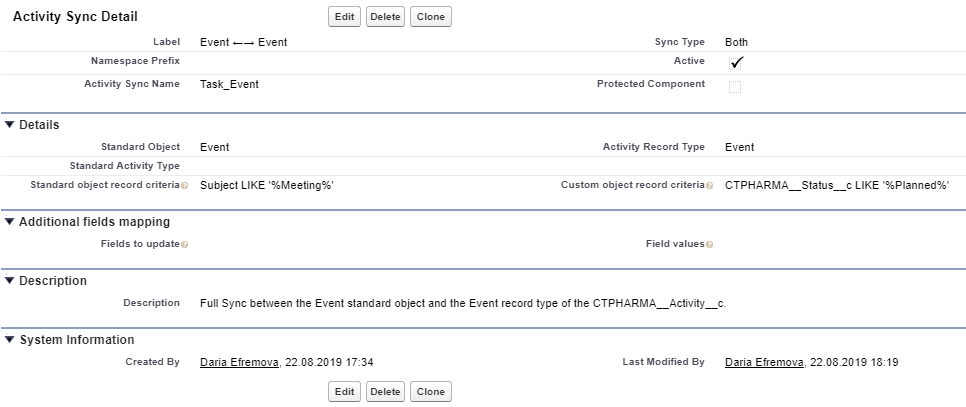 Activity Sync Detail Edit Delete Clone
Label Event ←→ Event Sync Type Both
Namespace Prefix Active ✓
Activity Sync Name Task_Event Protected Component
▼ Details
Standard Object Event Activity Record Type Event
Standard Activity Type
Standard object record criteria Subject LIKE '%Meeting%' Custom object record criteria CTPHARMA__Status__c LIKE '%Planned%'
▼ Additional fields mapping
Fields to update Field values
▼ Description
Description Full Sync between the Event standard object and the Event record type of the CTPHARMA__Activity__c.
▼ System Information
Created By Daria Efremova, 22.08.2019 17:34 Last Modified By Daria Efremova, 22.08.2019 18:19
Edit Delete Clone